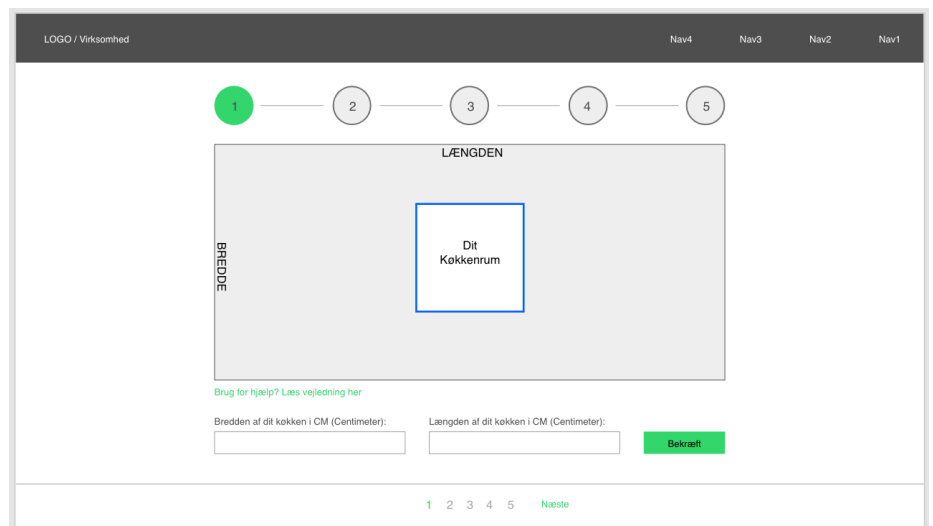 LOGO / Virksomhed
Nav4 Nav3 Nav2 Nav1
1 2 3 4 5
LÆNGDEN
BREDDE
Dit
Køkkenrum
Brug for hjælp? Læs vejledning her
Bredden af dit køkken i CM (Centimeter):
Længden af dit køkken i CM (Centimeter):
Bekræft
1 2 3 4 5 Næste